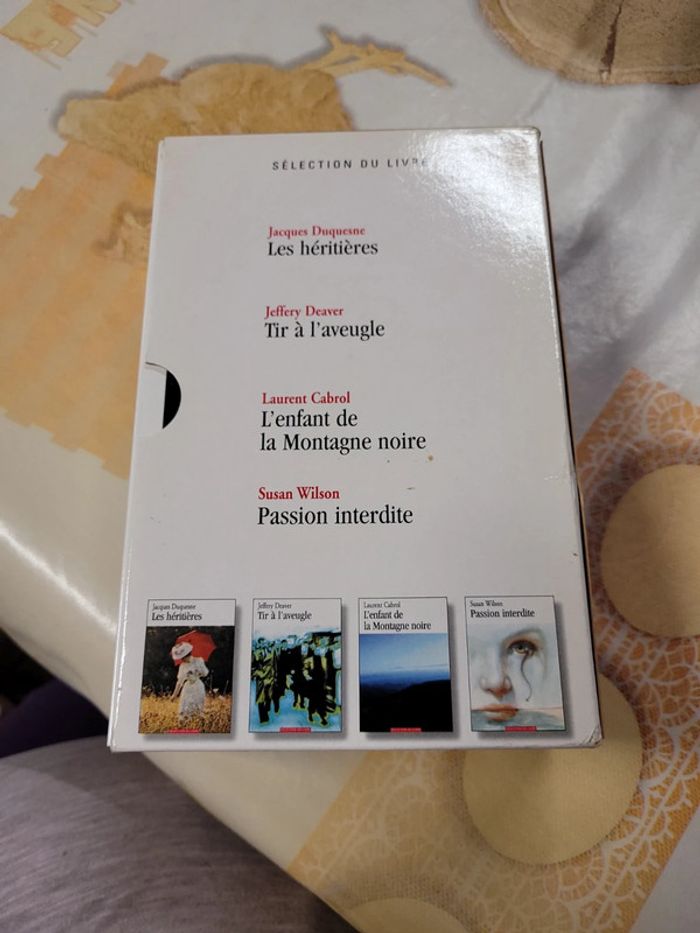 SÉLECTION DU LIVRE
Jacques Duquesne
Les héritières
Jeffery Deaver
Tir à l'aveugle
Laurent Cabrol
L'enfant de
la Montagne noire
Susan Wilson
Passion interdite
Jacques Duquesne
Les héritières
Jeffery Deaver
Tir à l'aveugle
Laurent Cabrol
L'enfant de
la Montagne noire
Susan Wilson
Passion interdite